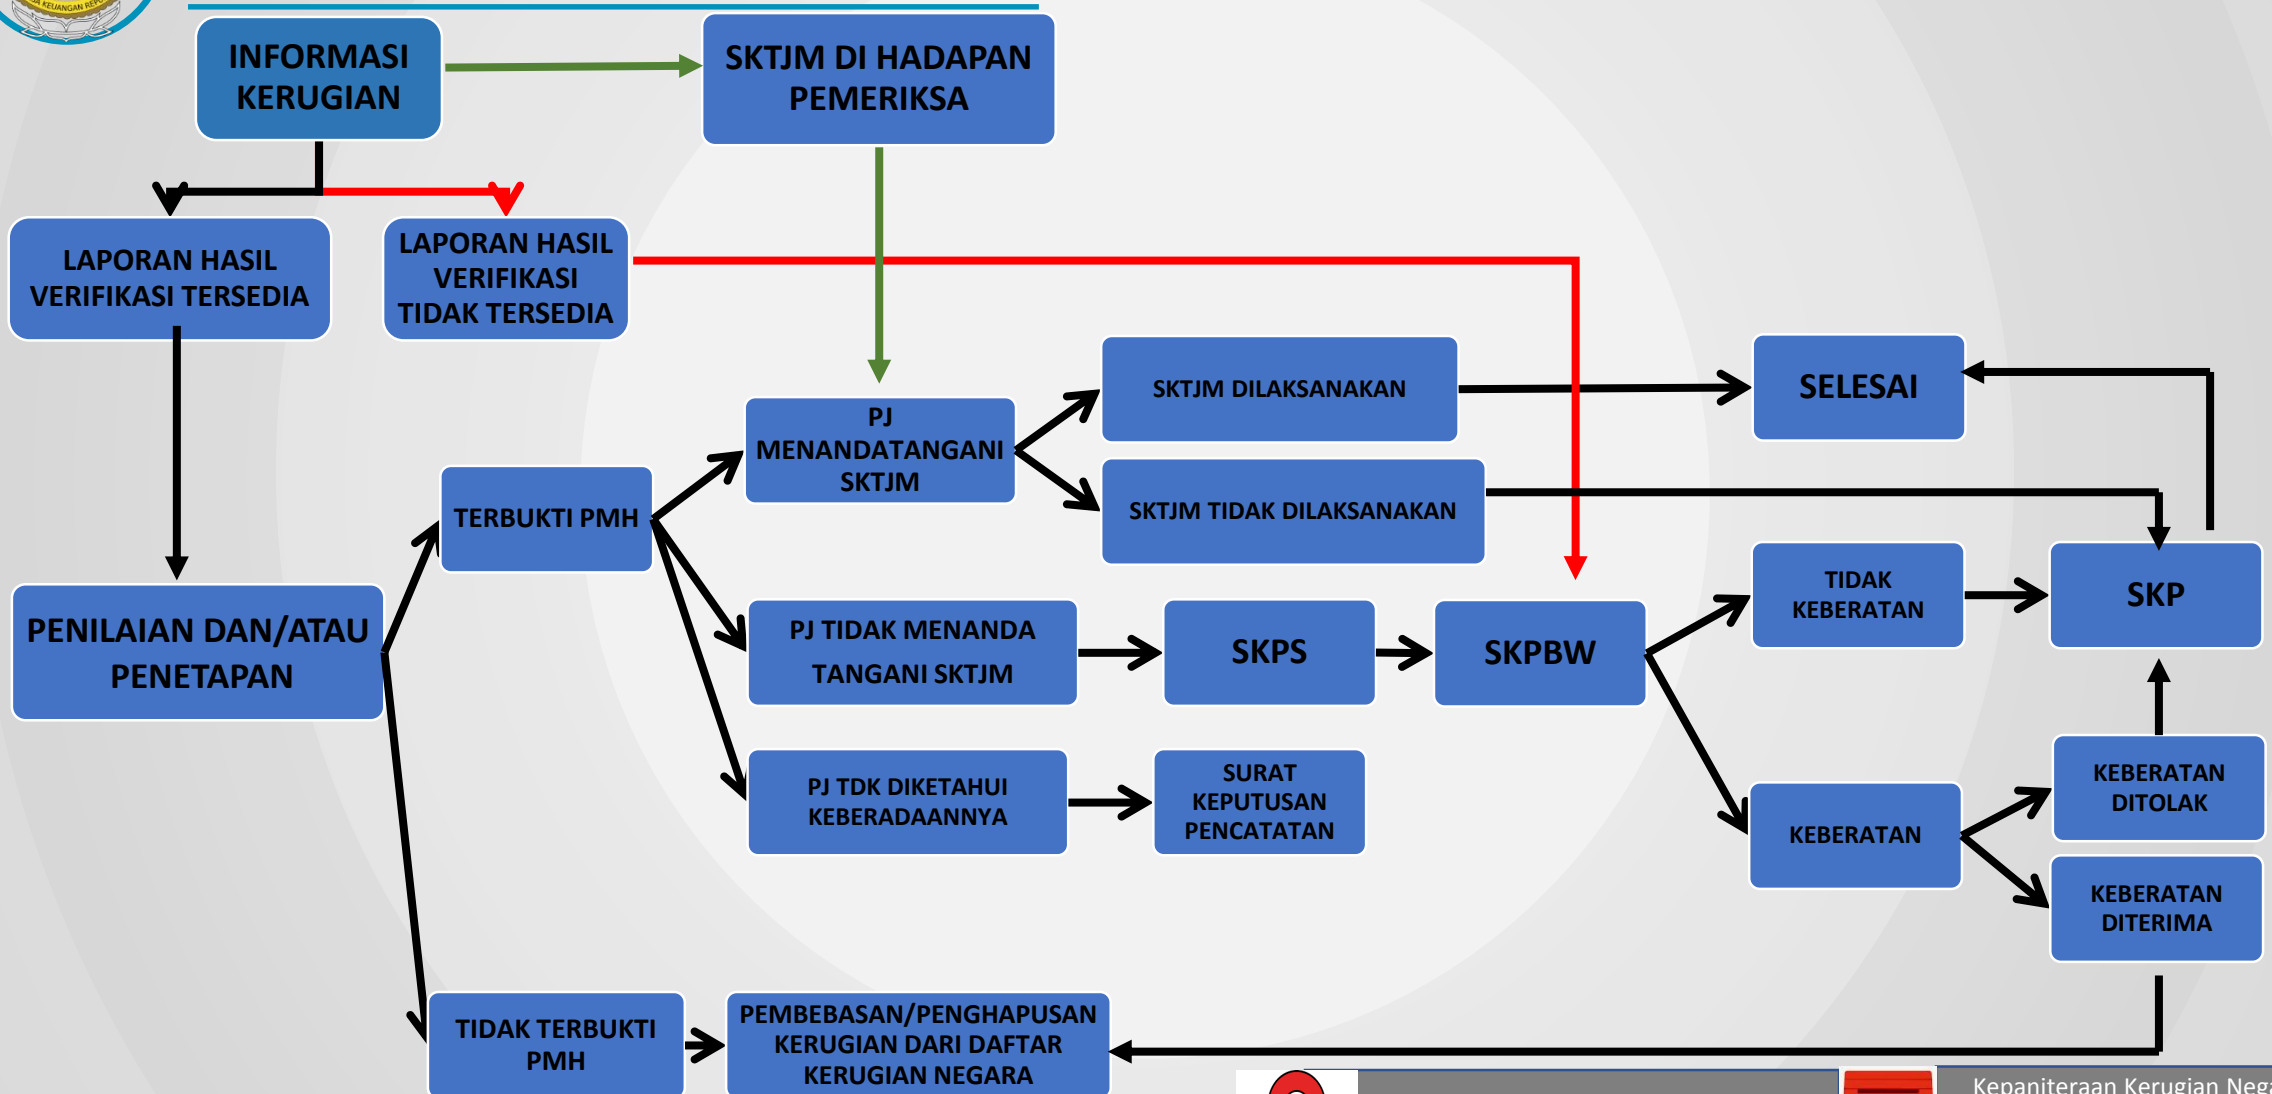 KEUANGAN
INFORMASI
KERUGIAN
SKTJM DI HADAPAN
PEMERIKSA
LAPORAN HASIL
VERIFIKASI TERSEDIA
LAPORAN HASIL
VERIFIKASI
TIDAK TERSEDIA
PJ
MENANDATANGANI
SKTJM
SKTJM DILAKSANAKAN
SELESAI
TERBUKTI PMH
SKTJM TIDAK DILAKSANAKAN
PENILAIAN DAN/ATAU
PENETAPAN
PJ TIDAK MENANDA
TANGANI SKTJM
SKPS
SKPBW
TIDAK
KEBERATAN
SKP
PJ TDK DIKETAHUI
KEBERADAANNYA
SURAT
KEPUTUSAN
PENCATATAN
KEBERATAN
KEBERATAN
DITOLAK
KEBERATAN
DITERIMA
TIDAK TERBUKTI
PMH
PEMBEBASAN/PENGHAPUSAN
KERUGIAN DARI DAFTAR
KERUGIAN NEGARA
Kepaniteraan Kerugian